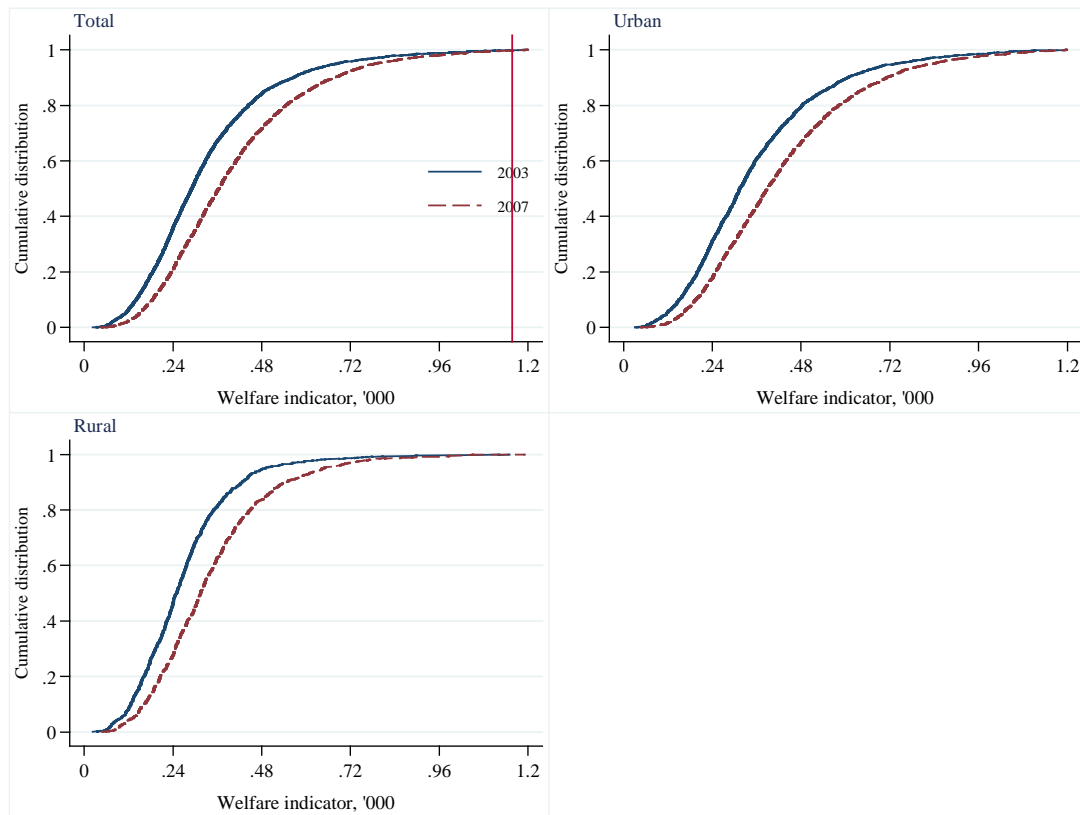 Total
Cumulative distribution
1
.8
.6
.4
.2
0
2003
2007
0 .24 .48 .72 .96 1.2
Welfare indicator, '000
Urban
Cumulative distribution
1
.8
.6
.4
.2
0
0 .24 .48 .72 .96 1.2
Welfare indicator, '000
Rural
Cumulative distribution
1
.8
.6
.4
.2
0
0 .24 .48 .72 .96 1.2
Welfare indicator, '000